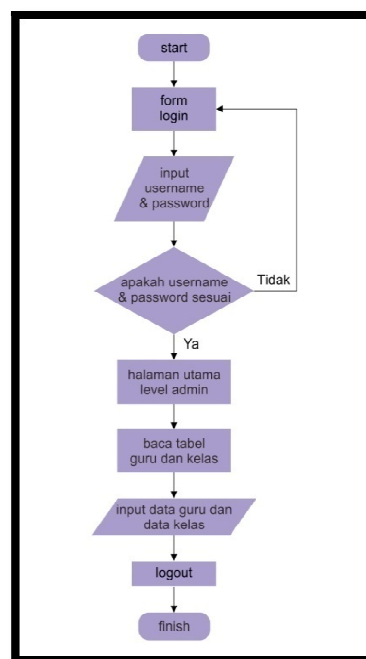 start
form
login
input
username
& password
apakah username
& password sesuai
Tidak
Ya
halaman utama
level admin
baca tabel
guru dan kelas
input data guru dan
data kelas
logout
finish